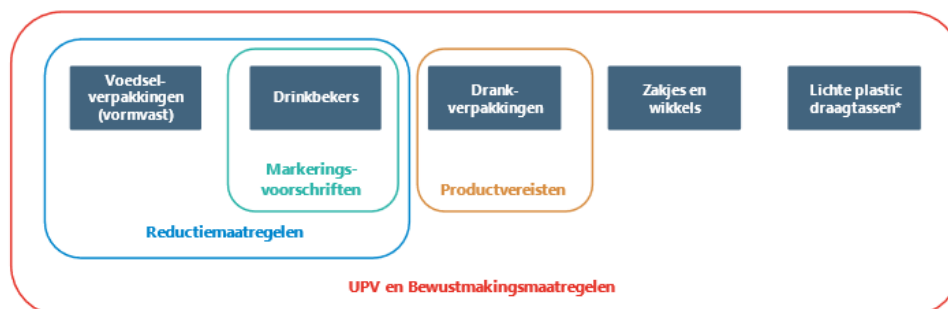 Voedsel-
verpakkingen
(vormvast)
Drinkbekers
Drank-
verpakkingen
Zakjes en
wikkels
Lichte plastic
draagtassen*
Markerings-
voorschriften
Productvereisten
Reductiemaatregelen
UPV en Bewustmakingsmaatregelen